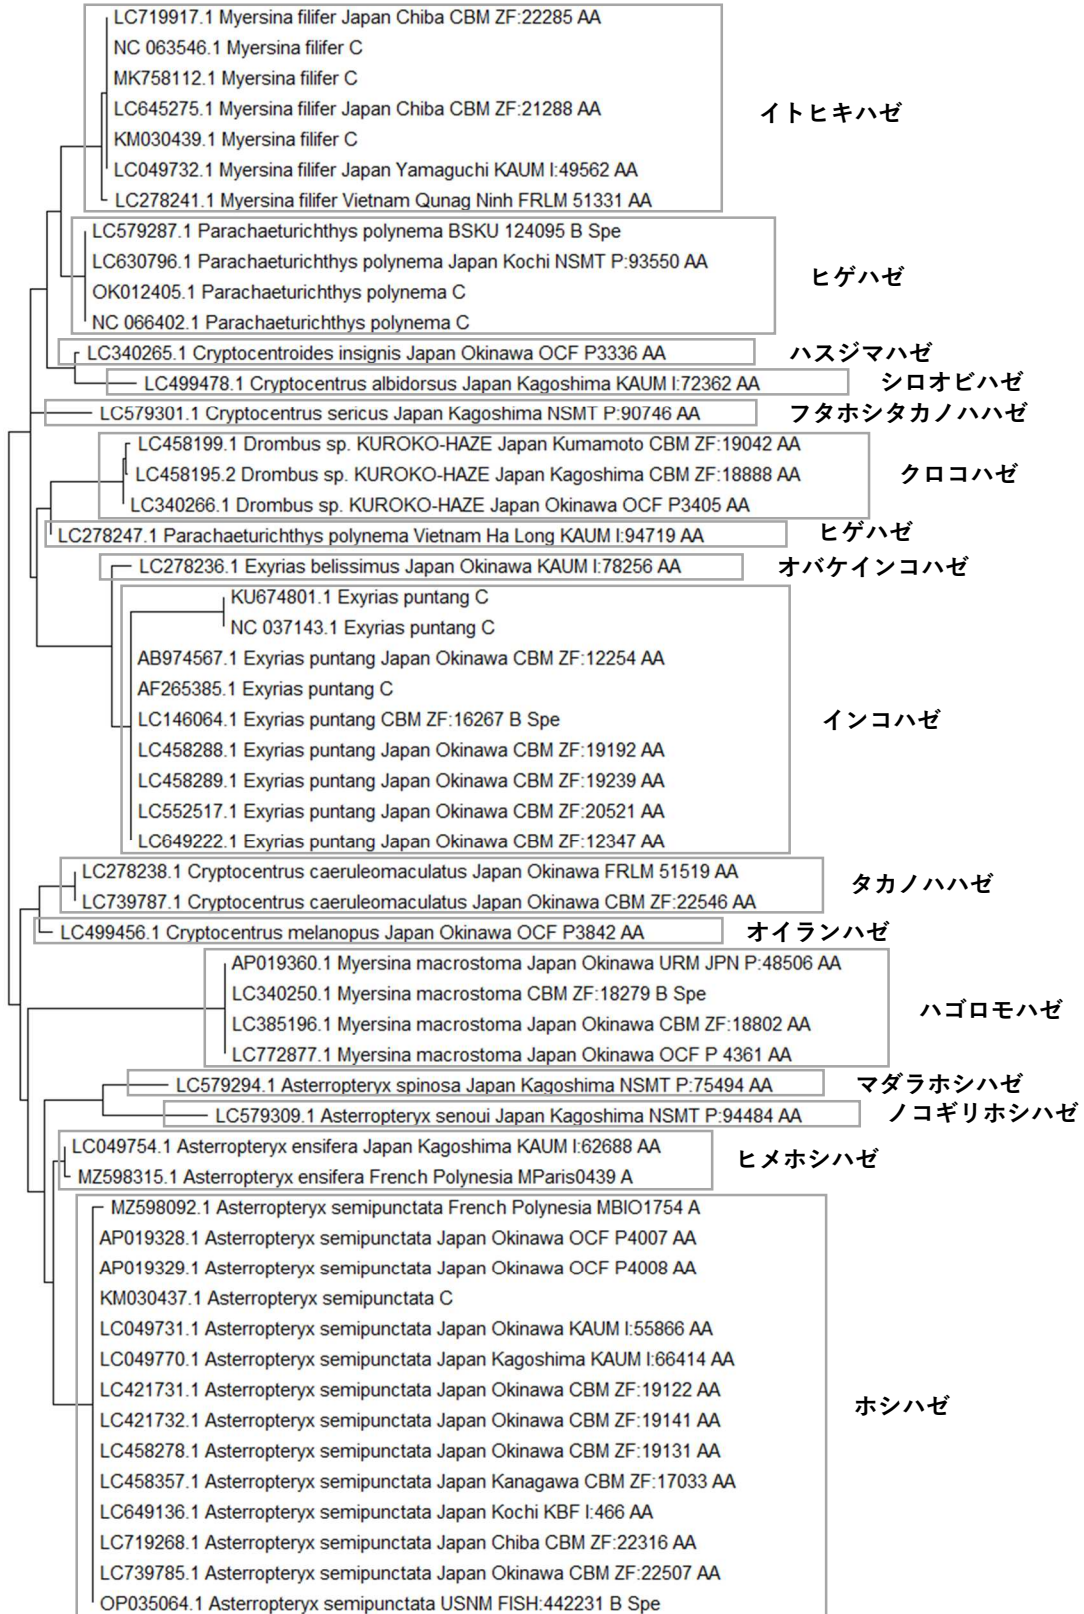 LC719917.1 Myersina filifer Japan Chiba CBM ZF:22285 AA
NC 063546.1 Myersina filifer C
MK758112.1 Myersina filifer C
LC645275.1 Myersina filifer Japan Chiba CBM ZF:21288 AA
イトヒキハゼ
KM030439.1 Myersina filifer C
LC049732.1 Myersina filifer Japan Yamaguchi KAUM I:49562 AA
LC278241.1 Myersina filifer Vietnam Qunag Ninh FRLM 51331 AA
LC579287.1 Parachaeturichthys polynema BSKU 124095 B Spe
LC630796.1 Parachaeturichthys polynema Japan Kochi NSMT P:93550 AA
ヒゲハゼ
OK012405.1 Parachaeturichthys polynema C
NC 066402.1 Parachaeturichthys polynema C
LC340265.1 Cryptocentroides insignis Japan Okinawa OCF P3336 AA
ハスジマハゼ
LC499478.1 Cryptocentrus albidorsus Japan Kagoshima KAUM I:72362 AA
シロオビハゼ
LC579301.1 Cryptocentrus sericus Japan Kagoshima NSMT P:90746 AA
フタホシタカノハハゼ
LC458199.1 Drombus sp. KUROKO-HAZE Japan Kumamoto CBM ZF:19042 AA
LC458195.2 Drombus sp. KUROKO-HAZE Japan Kagoshima CBM ZF:18888 AA
クロコハゼ
LC340266.1 Drombus sp. KUROKO-HAZE Japan Okinawa OCF P3405 AA
LC278247.1 Parachaeturichthys polynema Vietnam Ha Long KAUM I:94719 AA
ヒゲハゼ
LC278236.1 Exyrias belissimus Japan Okinawa KAUM I:78256 AA
オバケインコハゼ
KU674801.1 Exyrias puntang C
NC 037143.1 Exyrias puntang C
AB974567.1 Exyrias puntang Japan Okinawa CBM ZF:12254 AA
AF265385.1 Exyrias puntang C
LC146064.1 Exyrias puntang CBM ZF:16267 B Spe
インコハゼ
LC458288.1 Exyrias puntang Japan Okinawa CBM ZF:19192 AA
LC458289.1 Exyrias puntang Japan Okinawa CBM ZF:19239 AA
LC552517.1 Exyrias puntang Japan Okinawa CBM ZF:20521 AA
LC649222.1 Exyrias puntang Japan Okinawa CBM ZF:12347 AA
LC278238.1 Cryptocentrus caeruleomaculatus Japan Okinawa FRLM 51519 AA
タカノハハゼ
LC739787.1 Cryptocentrus caeruleomaculatus Japan Okinawa CBM ZF:22546 AA
LC499456.1 Cryptocentrus melanopus Japan Okinawa OCF P3842 AA
オイランハゼ
AP019360.1 Myersina macrostoma Japan Okinawa URM JPN P:48506 AA
LC340250.1 Myersina macrostoma CBM ZF:18279 B Spe
ハゴロモハゼ
LC385196.1 Myersina macrostoma Japan Okinawa CBM ZF:18802 AA
LC772877.1 Myersina macrostoma Japan Okinawa OCF P 4361 AA
LC579294.1 Asterropteryx spinosa Japan Kagoshima NSMT P:75494 AA
マダラホシハゼ
LC579309.1 Asterropteryx senoui Japan Kagoshima NSMT P:94484 AA
ノコギリホシハゼ
LC049754.1 Asterropteryx ensifera Japan Kagoshima KAUM I:62688 AA
ヒメホシハゼ
MZ598315.1 Asterropteryx ensifera French Polynesia MParis0439 A
MZ598092.1 Asterropteryx semipunctata French Polynesia MBIO1754 A
AP019328.1 Asterropteryx semipunctata Japan Okinawa OCF P4007 AA
AP019329.1 Asterropteryx semipunctata Japan Okinawa OCF P4008 AA
KM030437.1 Asterropteryx semipunctata C
LC049731.1 Asterropteryx semipunctata Japan Okinawa KAUM I:55866 AA
LC049770.1 Asterropteryx semipunctata Japan Kagoshima KAUM I:66414 AA
LC421731.1 Asterropteryx semipunctata Japan Okinawa CBM ZF:19122 AA
ホシハゼ
LC421732.1 Asterropteryx semipunctata Japan Okinawa CBM ZF:19141 AA
LC458278.1 Asterropteryx semipunctata Japan Okinawa CBM ZF:19131 AA
LC458357.1 Asterropteryx semipunctata Japan Kanagawa CBM ZF:17033 AA
LC649136.1 Asterropteryx semipunctata Japan Kochi KBF I:466 AA
LC719268.1 Asterropteryx semipunctata Japan Chiba CBM ZF:22316 AA
LC739785.1 Asterropteryx semipunctata Japan Okinawa CBM ZF:22507 AA
OP035064.1 Asterropteryx semipunctata USNM FISH:442231 B Spe